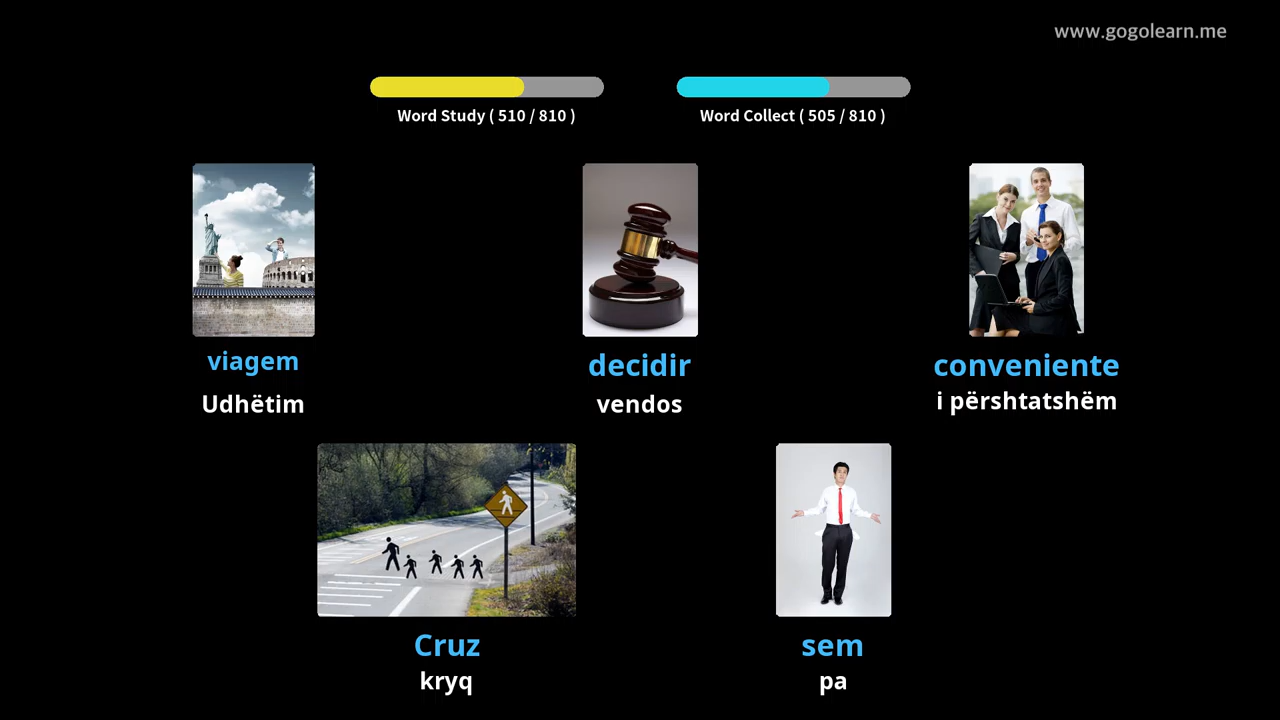 www.gogolearn.me
Word Study ( 510 / 810 )
Word Collect ( 505 / 810 )
viagem
Udhëtim
decidir
vendos
conveniente
i përshtatshëm
Cruz
kryq
sem
pa